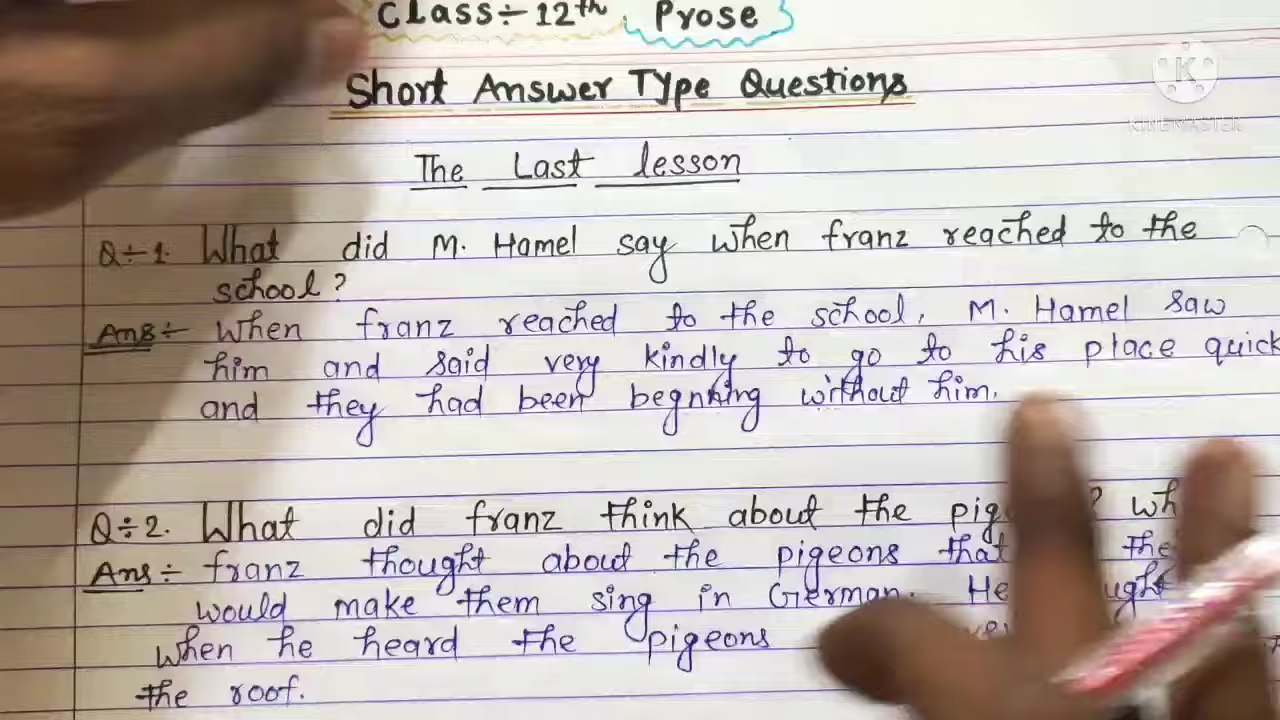 Class÷12th, Prose
KINEMASTER
Short Answer Type Questions
The Last lesson
Q÷1. What did M. Hamel say when franz reached to the
school?
Ans÷ when franz reached to the school, M. Hamel saw
him and said very kindly to go to his place quick
and they had been begnning without him.
Q÷2. What did franz think about the
Ans÷ franz thought about the pigeons that the
would make them sing in German. He
when he heard the pigeons
the roof.